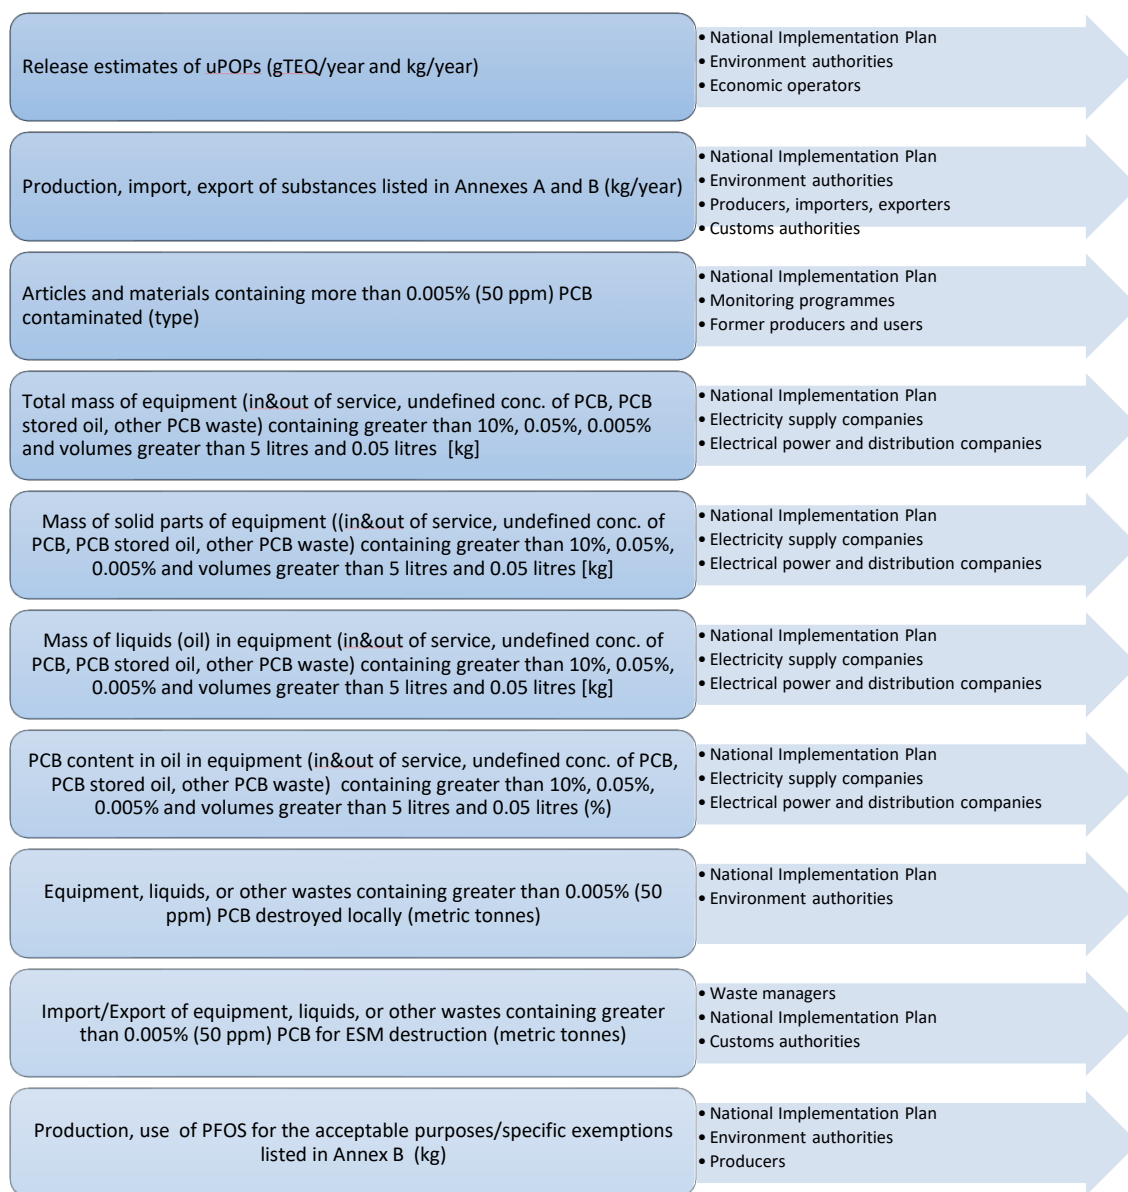 Release estimates of uPOPs (gTEQ/year and kg/year)
• National Implementation Plan
• Environment authorities
• Economic operators
Production, import, export of substances listed in Annexes A and B (kg/year)
• National Implementation Plan
• Environment authorities
• Producers, importers, exporters
• Customs authorities
Articles and materials containing more than 0.005% (50 ppm) PCB
contaminated (type)
• National Implementation Plan
• Monitoring programmes
• Former producers and users
Total mass of equipment (in&out of service, undefined conc. of PCB, PCB
stored oil, other PCB waste) containing greater than 10%, 0.05%, 0.005%
and volumes greater than 5 litres and 0.05 litres  [kg]
• National Implementation Plan
• Electricity supply companies
• Electrical power and distribution companies
Mass of solid parts of equipment ((in&out of service, undefined conc. of
PCB, PCB stored oil, other PCB waste) containing greater than 10%, 0.05%,
0.005% and volumes greater than 5 litres and 0.05 litres [kg]
• National Implementation Plan
• Electricity supply companies
• Electrical power and distribution companies
Mass of liquids (oil) in equipment (in&out of service, undefined conc. of
PCB, PCB stored oil, other PCB waste) containing greater than 10%, 0.05%,
0.005% and volumes greater than 5 litres and 0.05 litres [kg]
• National Implementation Plan
• Electricity supply companies
• Electrical power and distribution companies
PCB content in oil in equipment (in&out of service, undefined conc. of PCB,
PCB stored oil, other PCB waste)  containing greater than 10%, 0.05%,
0.005% and volumes greater than 5 litres and 0.05 litres (%)
• National Implementation Plan
• Electricity supply companies
• Electrical power and distribution companies
Equipment, liquids, or other wastes containing greater than 0.005% (50
ppm) PCB destroyed locally (metric tonnes)
• National Implementation Plan
• Environment authorities
Import/Export of equipment, liquids, or other wastes containing greater
than 0.005% (50 ppm) PCB for ESM destruction (metric tonnes)
• Waste managers
• National Implementation Plan
• Customs authorities
Production, use  of PFOS for the acceptable purposes/specific exemptions
listed in Annex B  (kg)
• National Implementation Plan
• Environment authorities
• Producers